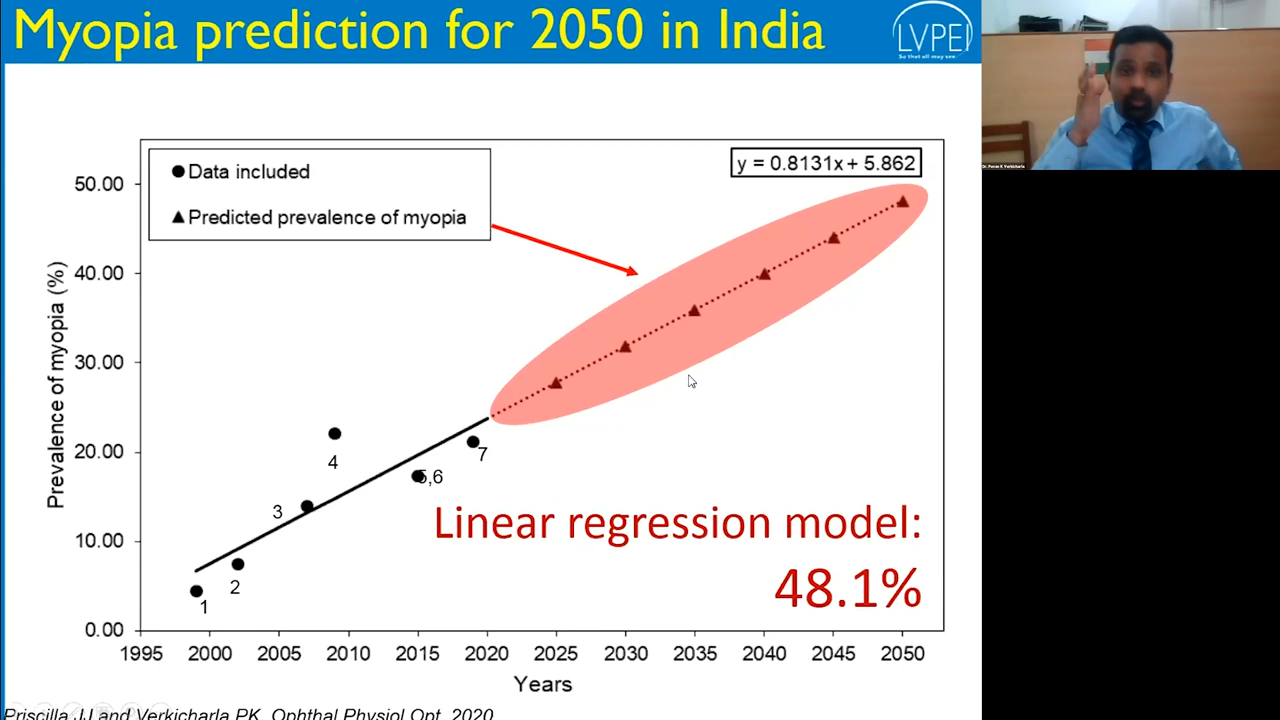 Myopia prediction for 2050 in India
LVPEI
So that all may see
Data included
Predicted prevalence of myopia
y = 0.8131x + 5.862
Prevalence of myopia (%)
50.00
40.00
30.00
20.00
10.00
0.00
1
2
3
4
5,6
7
Linear regression model:
48.1%
1995 2000 2005 2010 2015 2020 2025 2030 2035 2040 2045 2050
Years
Priscilla JJ and Verkicharla PK, Ophthal Physiol Opt, 2020